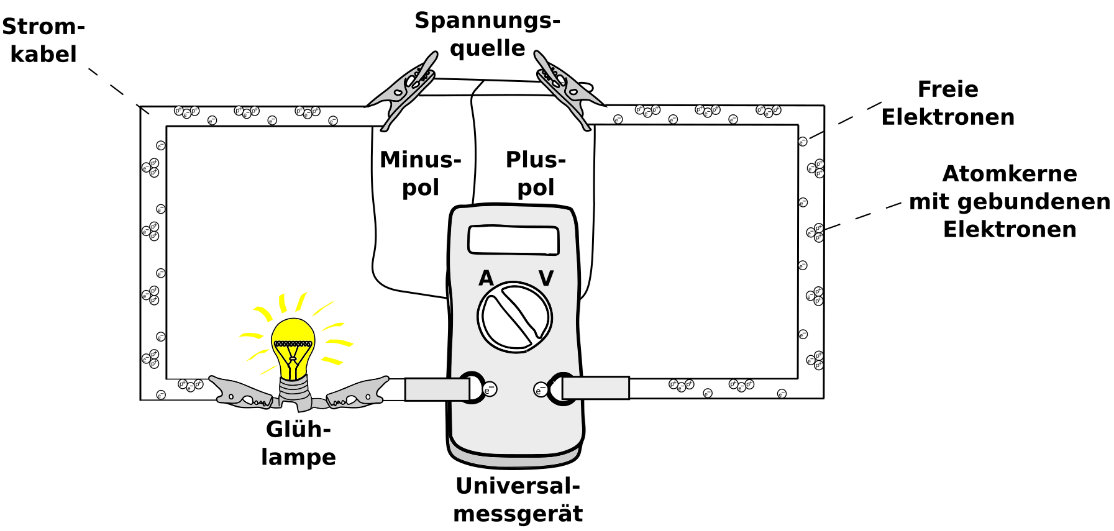 Strom-
kabel
Spannungs-
quelle
Freie
Elektronen
Minus-
pol
Plus-
pol
Atomkerne
mit gebundenen
Elektronen
A V
Glüh-
lampe
Universal-
messgerät